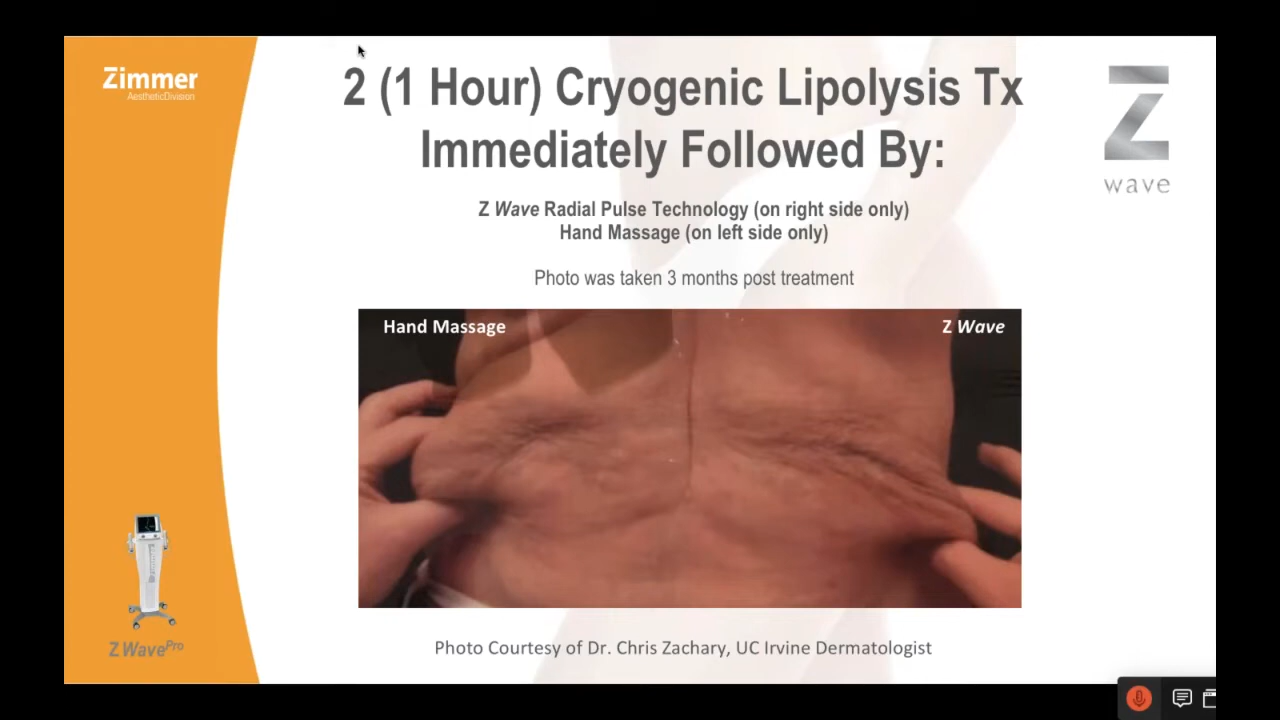 Zimmer
AestheticDivision
2 (1 Hour) Cryogenic Lipolysis Tx
Immediately Followed By:
Z wave
Z Wave Radial Pulse Technology (on right side only)
Hand Massage (on left side only)
Photo was taken 3 months post treatment
Hand Massage
Z Wave
Photo Courtesy of Dr. Chris Zachary, UC Irvine Dermatologist
Z WavePro